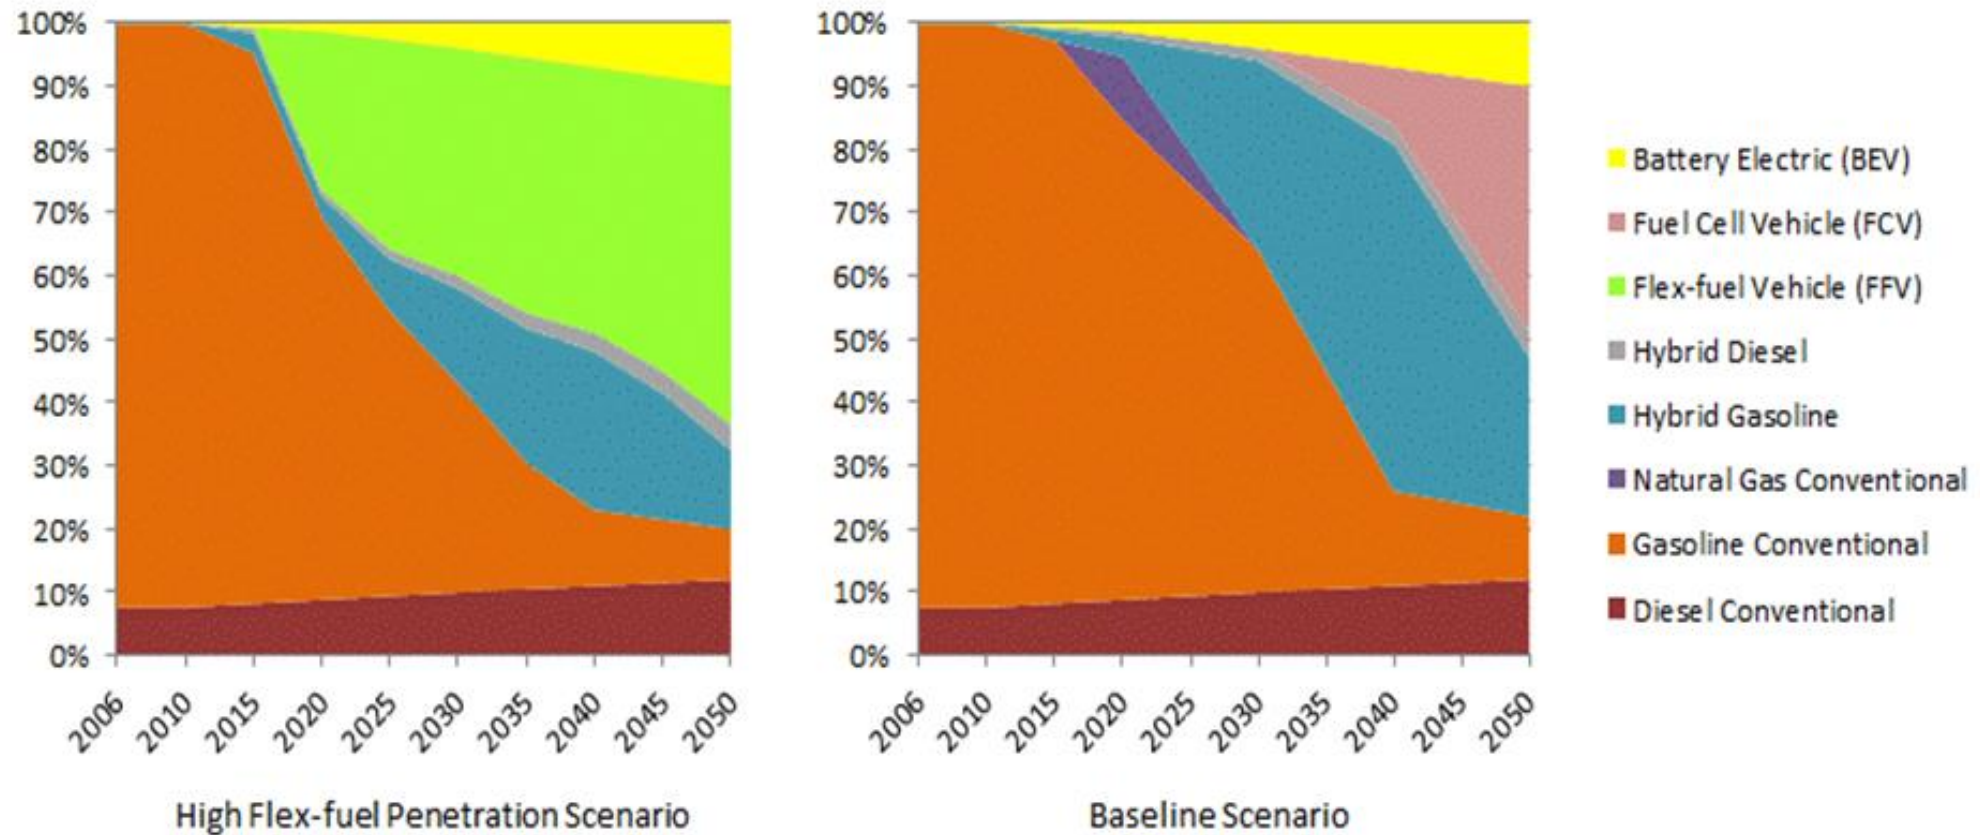 100%
90%
80%
70%
60%
50%
40%
30%
20%
10%
0%
2006 2010 2015 2020 2025 2030 2035 2040 2045 2050
High Flex-fuel Penetration Scenario
100%
90%
80%
70%
60%
50%
40%
30%
20%
10%
0%
2006 2010 2015 2020 2025 2030 2035 2040 2045 2050
Baseline Scenario
Battery Electric (BEV)
Fuel Cell Vehicle (FCV)
Flex-fuel Vehicle (FFV)
Hybrid Diesel
Hybrid Gasoline
Natural Gas Conventional
Gasoline Conventional
Diesel Conventional